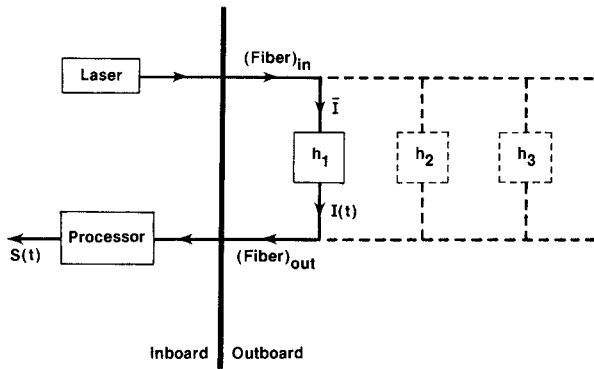 Laser
(Fiber)in
Ī
h1
h2
h3
I(t)
Processor
S(t)
(Fiber)out
Inboard
Outboard